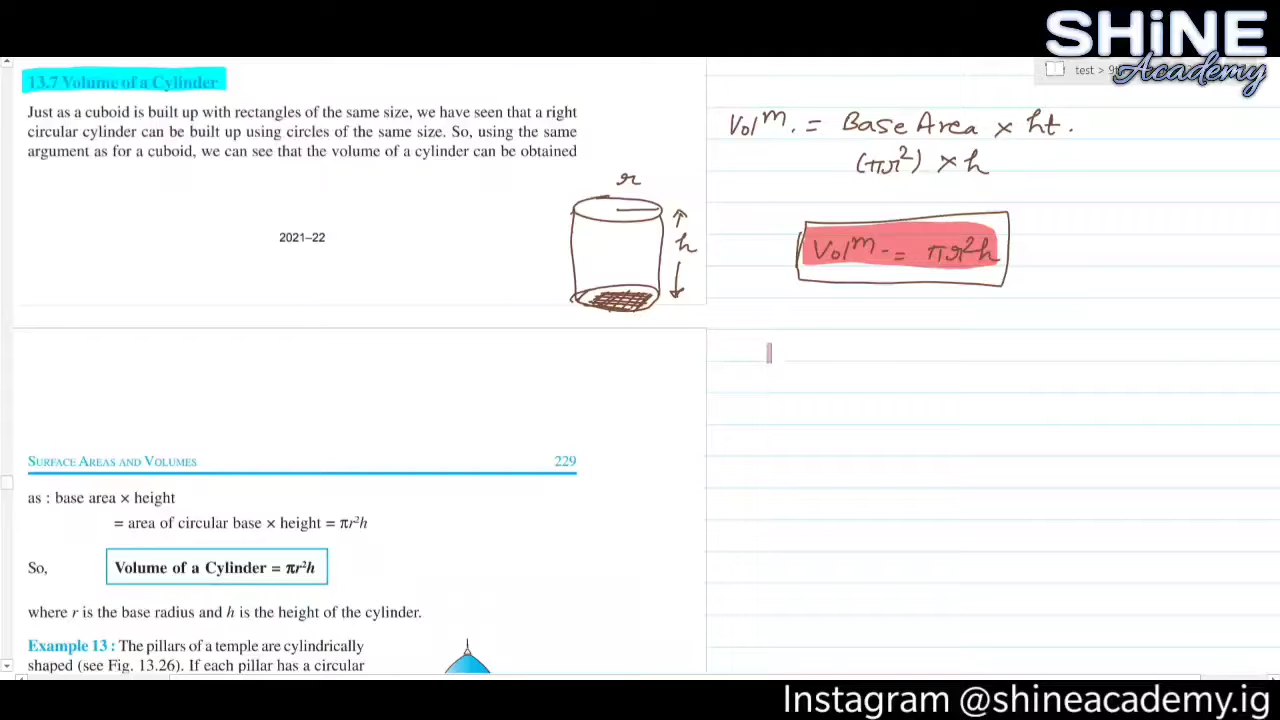 SHiNE
Academy
test > 9th
13.7 Volume of a Cylinder
Just as a cuboid is built up with rectangles of the same size, we have seen that a right
circular cylinder can be built up using circles of the same size. So, using the same
argument as for a cuboid, we can see that the volume of a cylinder can be obtained
2021–22
r
h
Volm. = Base Area × ht.
(πr²) × h
Volm. = πr²h
SURFACE AREAS AND VOLUMES 229
as : base area × height
= area of circular base × height = πr²h
So, Volume of a Cylinder = πr²h
where r is the base radius and h is the height of the cylinder.
Example 13 : The pillars of a temple are cylindrically
shaped (see Fig. 13.26). If each pillar has a circular
Instagram @shineacademy.ig